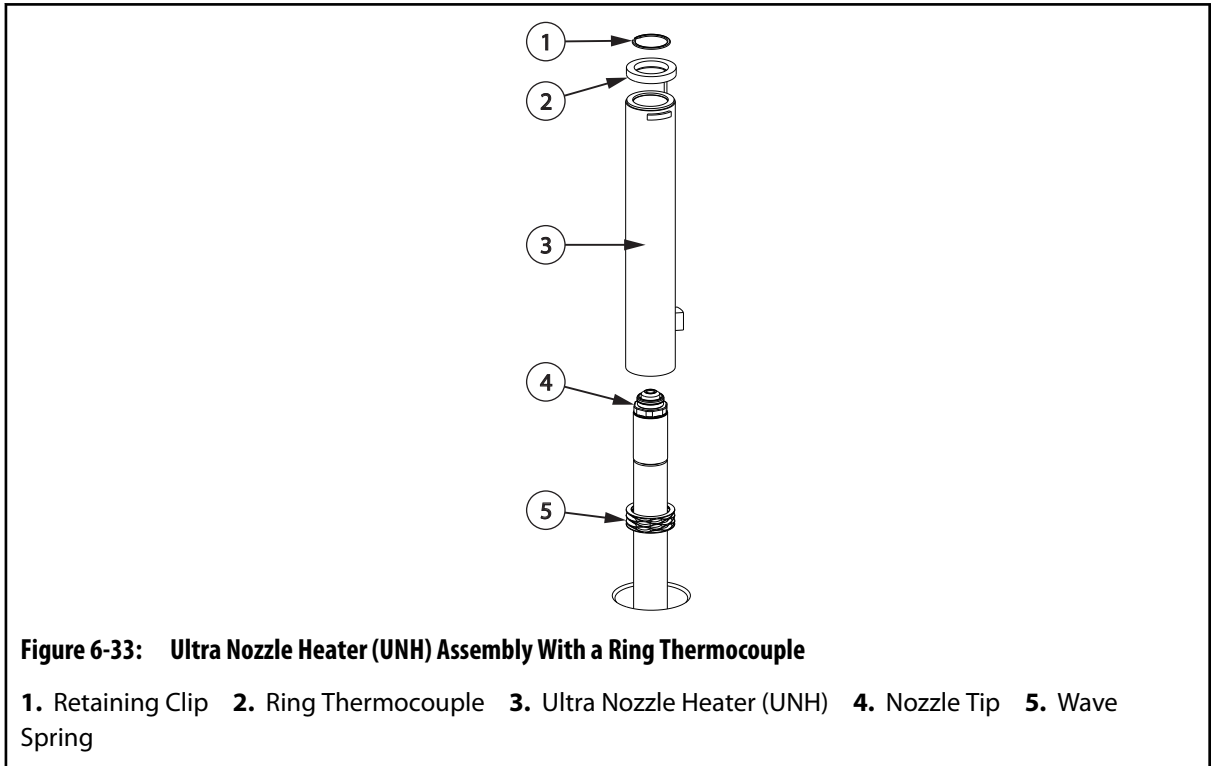 1
2
3
4
5
Figure 6-33: Ultra Nozzle Heater (UNH) Assembly With a Ring Thermocouple
1. Retaining Clip 2. Ring Thermocouple 3. Ultra Nozzle Heater (UNH) 4. Nozzle Tip 5. Wave
Spring